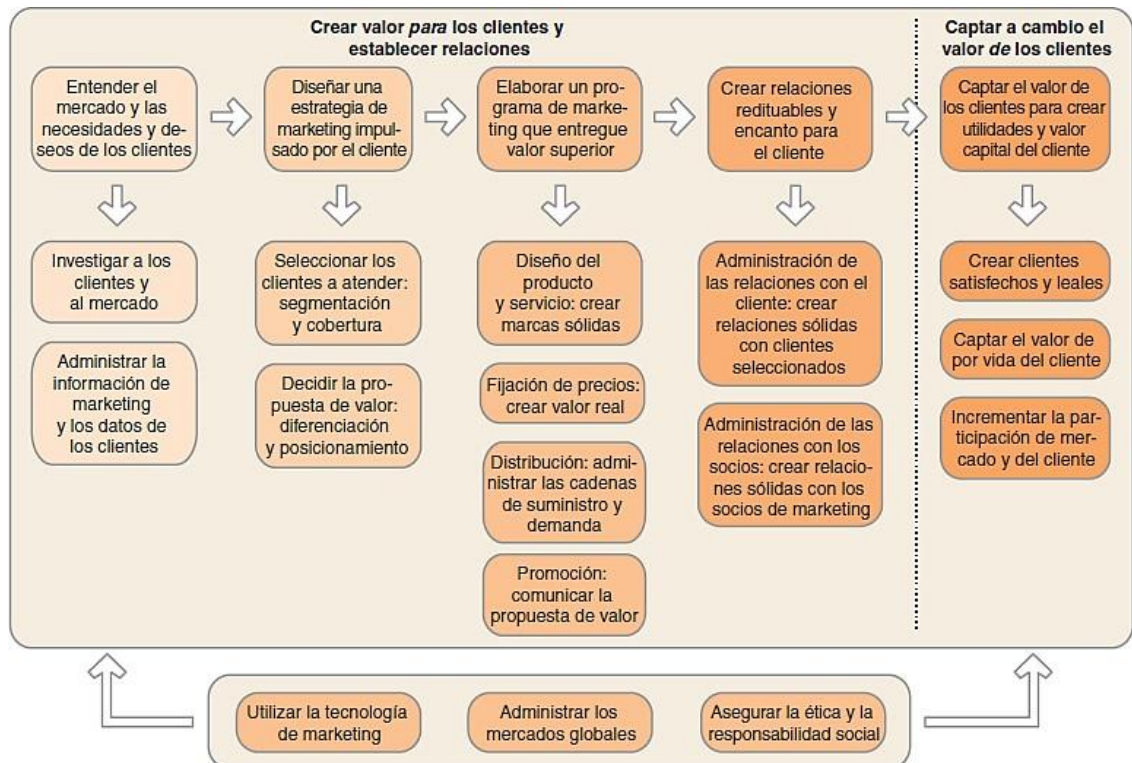 Crear valor para los clientes y
establecer relaciones
Captar a cambio el
valor de los clientes
Entender el
mercado y las
necesidades y de-
seos de los clientes
Diseñar una
estrategia de
marketing impul-
sado por el cliente
Elaborar un pro-
grama de marke-
ting que entregue
valor superior
Crear relaciones
redituables y
encanto para
el cliente
Captar el valor de
los clientes para crear
utilidades y valor
capital del cliente
Investigar a los
clientes y
al mercado
Administrar la
información de
marketing
y los datos de
los clientes
Seleccionar los
clientes a atender:
segmentación
y cobertura
Decidir la pro-
puesta de valor:
diferenciación
y posicionamiento
Diseño del
producto
y servicio: crear
marcas sólidas
Fijación de precios:
crear valor real
Distribución: admi-
nistrar las cadenas
de suministro y
demanda
Promoción:
comunicar la
propuesta de valor
Administración de
las relaciones con el
cliente: crear
relaciones sólidas
con clientes
seleccionados
Administración de las
relaciones con los
socios: crear relacio-
nes sólidas con los
socios de marketing
Crear clientes
satisfechos y leales
Captar el valor de
por vida del cliente
Incrementar la par-
ticipación de mer-
cado y del cliente
Utilizar la tecnología
de marketing
Administrar los
mercados globales
Asegurar la ética y la
responsabilidad social